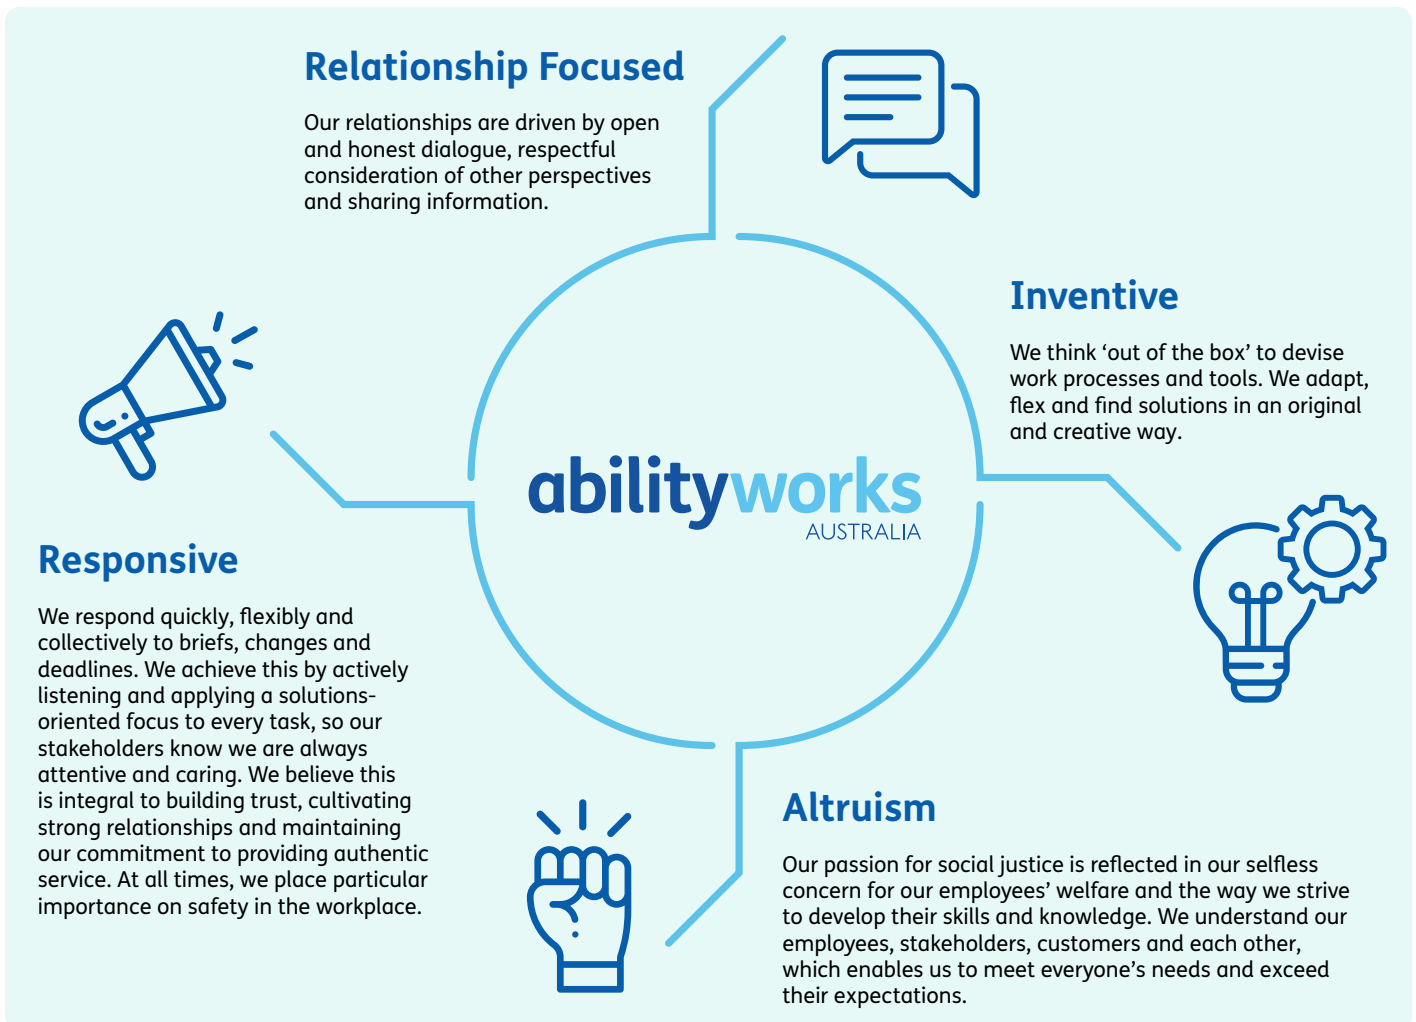 Relationship Focused
Our relationships are driven by open
and honest dialogue, respectful
consideration of other perspectives
and sharing information.
Inventive
We think ‘out of the box’ to devise
work processes and tools. We adapt,
flex and find solutions in an original
and creative way.
abilityworks
AUSTRALIA
Responsive
We respond quickly, flexibly and
collectively to briefs, changes and
deadlines. We achieve this by actively
listening and applying a solutions-
oriented focus to every task, so our
stakeholders know we are always
attentive and caring. We believe this
is integral to building trust, cultivating
strong relationships and maintaining
our commitment to providing authentic
service. At all times, we place particular
importance on safety in the workplace.
Altruism
Our passion for social justice is reflected in our selfless
concern for our employees’ welfare and the way we strive
to develop their skills and knowledge. We understand our
employees, stakeholders, customers and each other,
which enables us to meet everyone’s needs and exceed
their expectations.